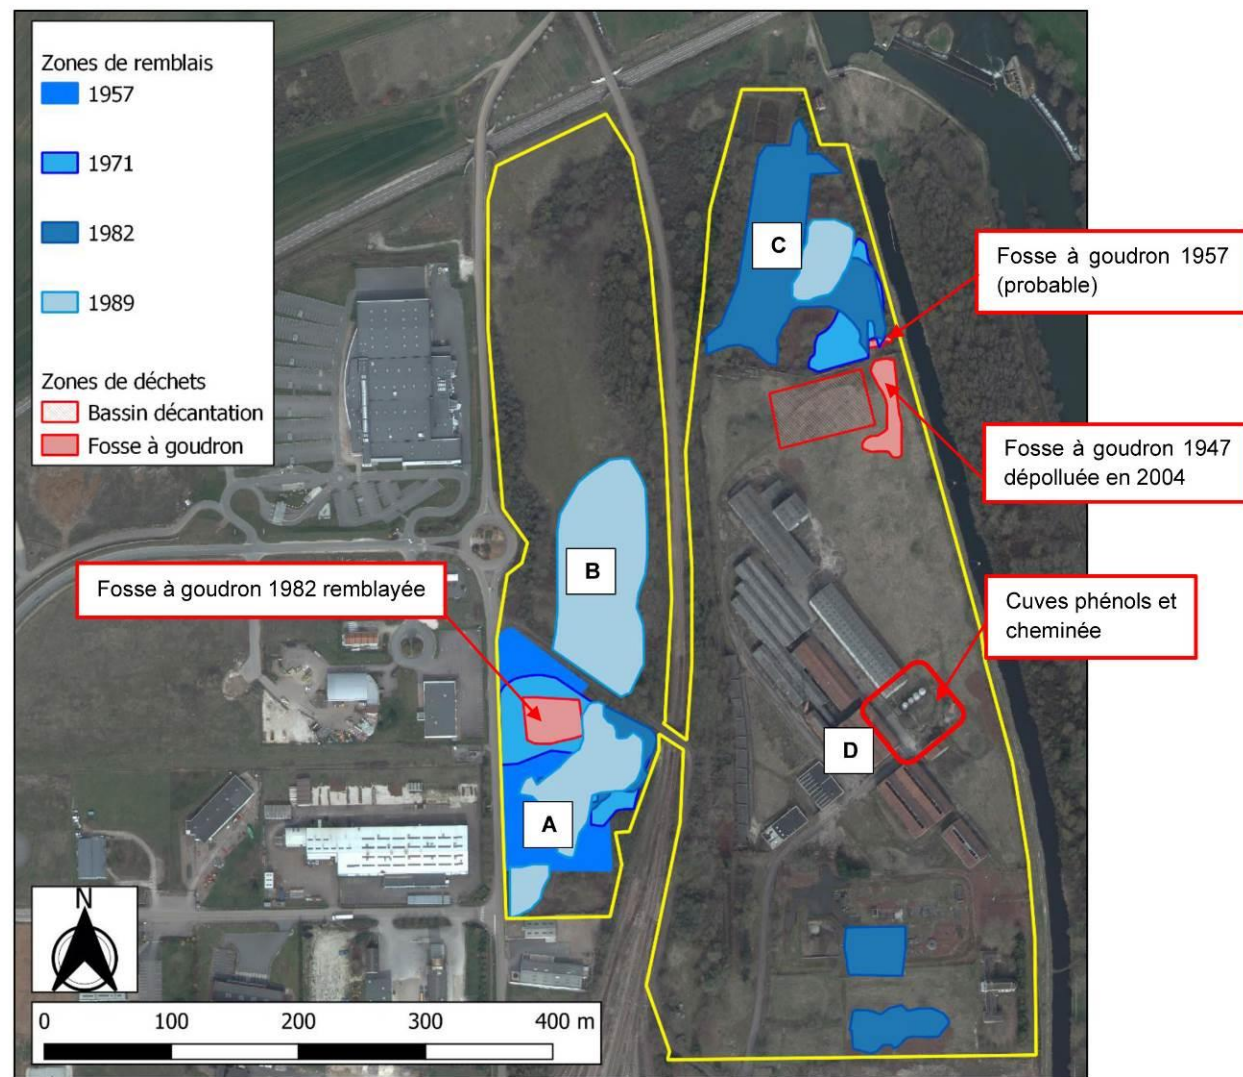 Zones de remblais
1957
1971
1982
1989
Zones de déchets
Bassin décantation
Fosse à goudron
C
Fosse à goudron 1957
(probable)
Fosse à goudron 1947
dépolluée en 2004
B
Fosse à goudron 1982 remblayée
Cuves phénols et
cheminée
D
A
N
0 100 200 300 400 m